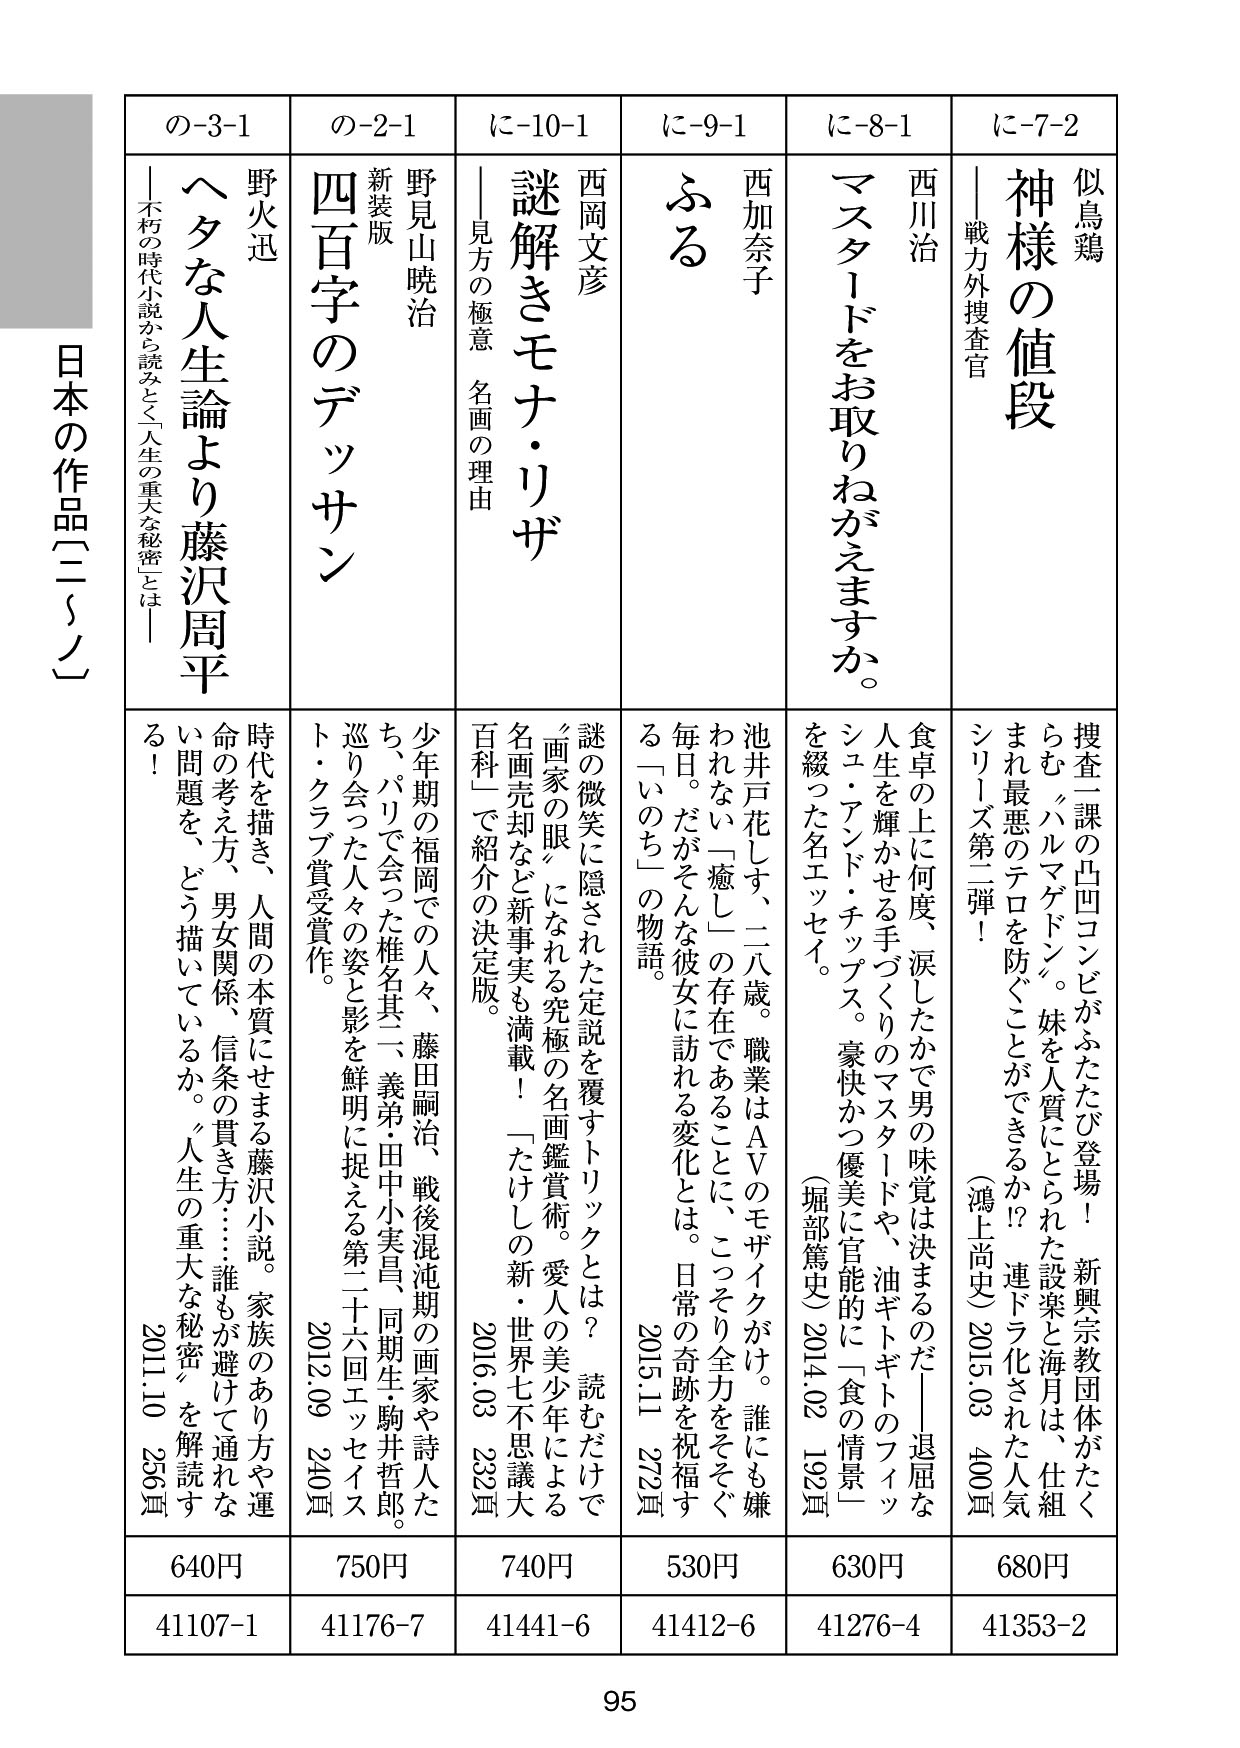 に-7-2
似鳥鶏
神様の値段
――戦力外捜査官
捜査一課の凸凹コンビがふたたび登場！　新興宗教団体がたく
らむ〝ハルマゲドン〟。妹を人質にとられた設楽と海月は、仕組
まれ最悪のテロを防ぐことができるか!?　連ドラ化された人気
シリーズ第二弾！　（鴻上尚史）2015.03　400頁
680円
41353-2
に-8-1
西川治
マスタードをお取りねがえますか。
食卓の上に何度、涙したかで男の味覚は決まるのだ――退屈な
人生を輝かせる手づくりのマスタードや、油ギトギトのフィッ
シュ・アンド・チップス。豪快かつ優美に官能的に「食の情景」
を綴った名エッセイ。　（堀部篤史）2014.02　192頁
630円
41276-4
に-9-1
西加奈子
ふる
池井戸花しす、二八歳。職業はＡＶのモザイクがけ。誰にも嫌
われない「癒し」の存在であることに、こっそり全力をそそぐ
毎日。だがそんな彼女に訪れる変化とは。日常の奇跡を祝福す
る「いのち」の物語。　2015.11　272頁
530円
41412-6
に-10-1
西岡文彦
謎解きモナ・リザ
――見方の極意　名画の理由
謎の微笑に隠された定説を覆すトリックとは？　読むだけで
〝画家の眼〟になれる究極の名画鑑賞術。愛人の美少年による
名画売却など新事実も満載！　「たけしの新・世界七不思議大
百科」で紹介の決定版。　2016.03　232頁
740円
41441-6
の-2-1
野見山暁治
新装版
四百字のデッサン
少年期の福岡での人々、藤田嗣治、戦後混沌期の画家や詩人た
ち、パリで会った椎名其二、義弟・田中小実昌、同期生・駒井哲郎。
巡り会った人々の姿と影を鮮明に捉える第二十六回エッセイス
ト・クラブ賞受賞作。　2012.09　240頁
750円
41176-7
の-3-1
野火迅
ヘタな人生論より藤沢周平
――不朽の時代小説から読みとく「人生の重大な秘密」とは――
時代を描き、人間の本質にせまる藤沢小説。家族のあり方や運
命の考え方、男女関係、信条の貫き方……誰もが避けて通れな
い問題を、どう描いているか。〝人生の重大な秘密〟を解読す
る！　2011.10　256頁
640円
41107-1
日本の作品〔ニ～ノ〕
95